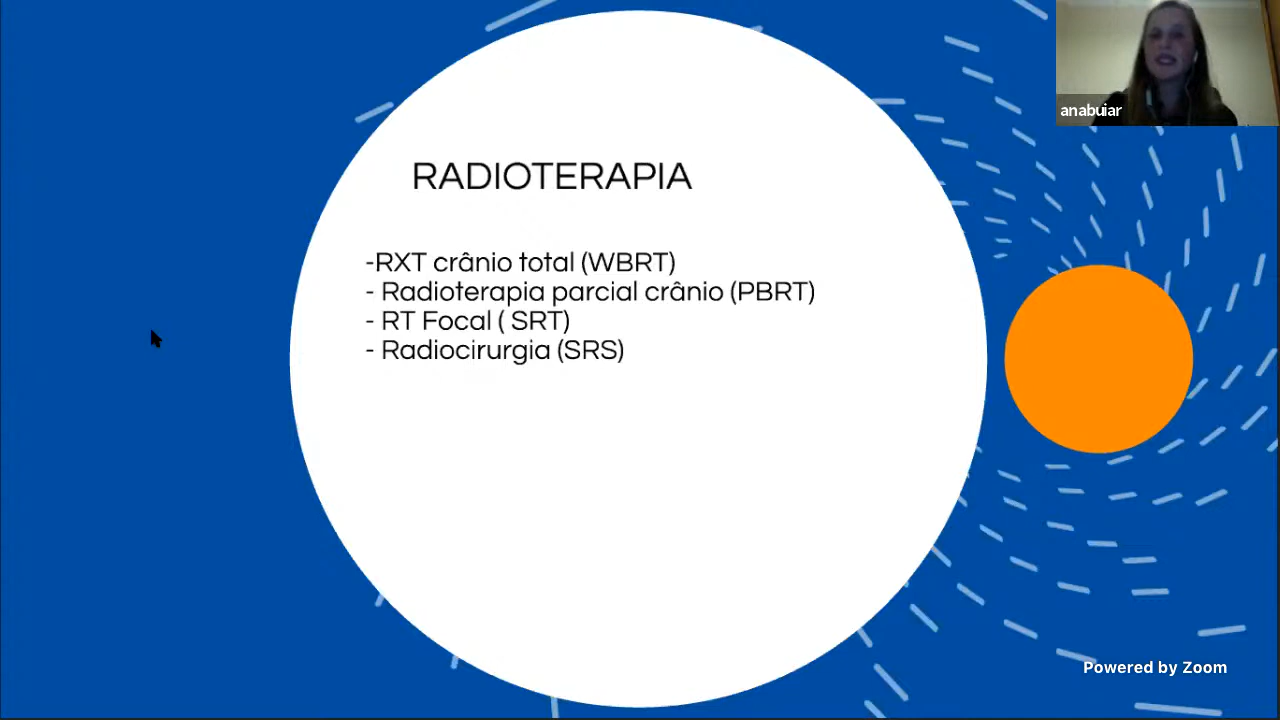 anabuiar
RADIOTERAPIA
-RXT crânio total (WBRT)
- Radioterapia parcial crânio (PBRT)
- RT Focal ( SRT)
- Radiocirurgia (SRS)
Powered by Zoom